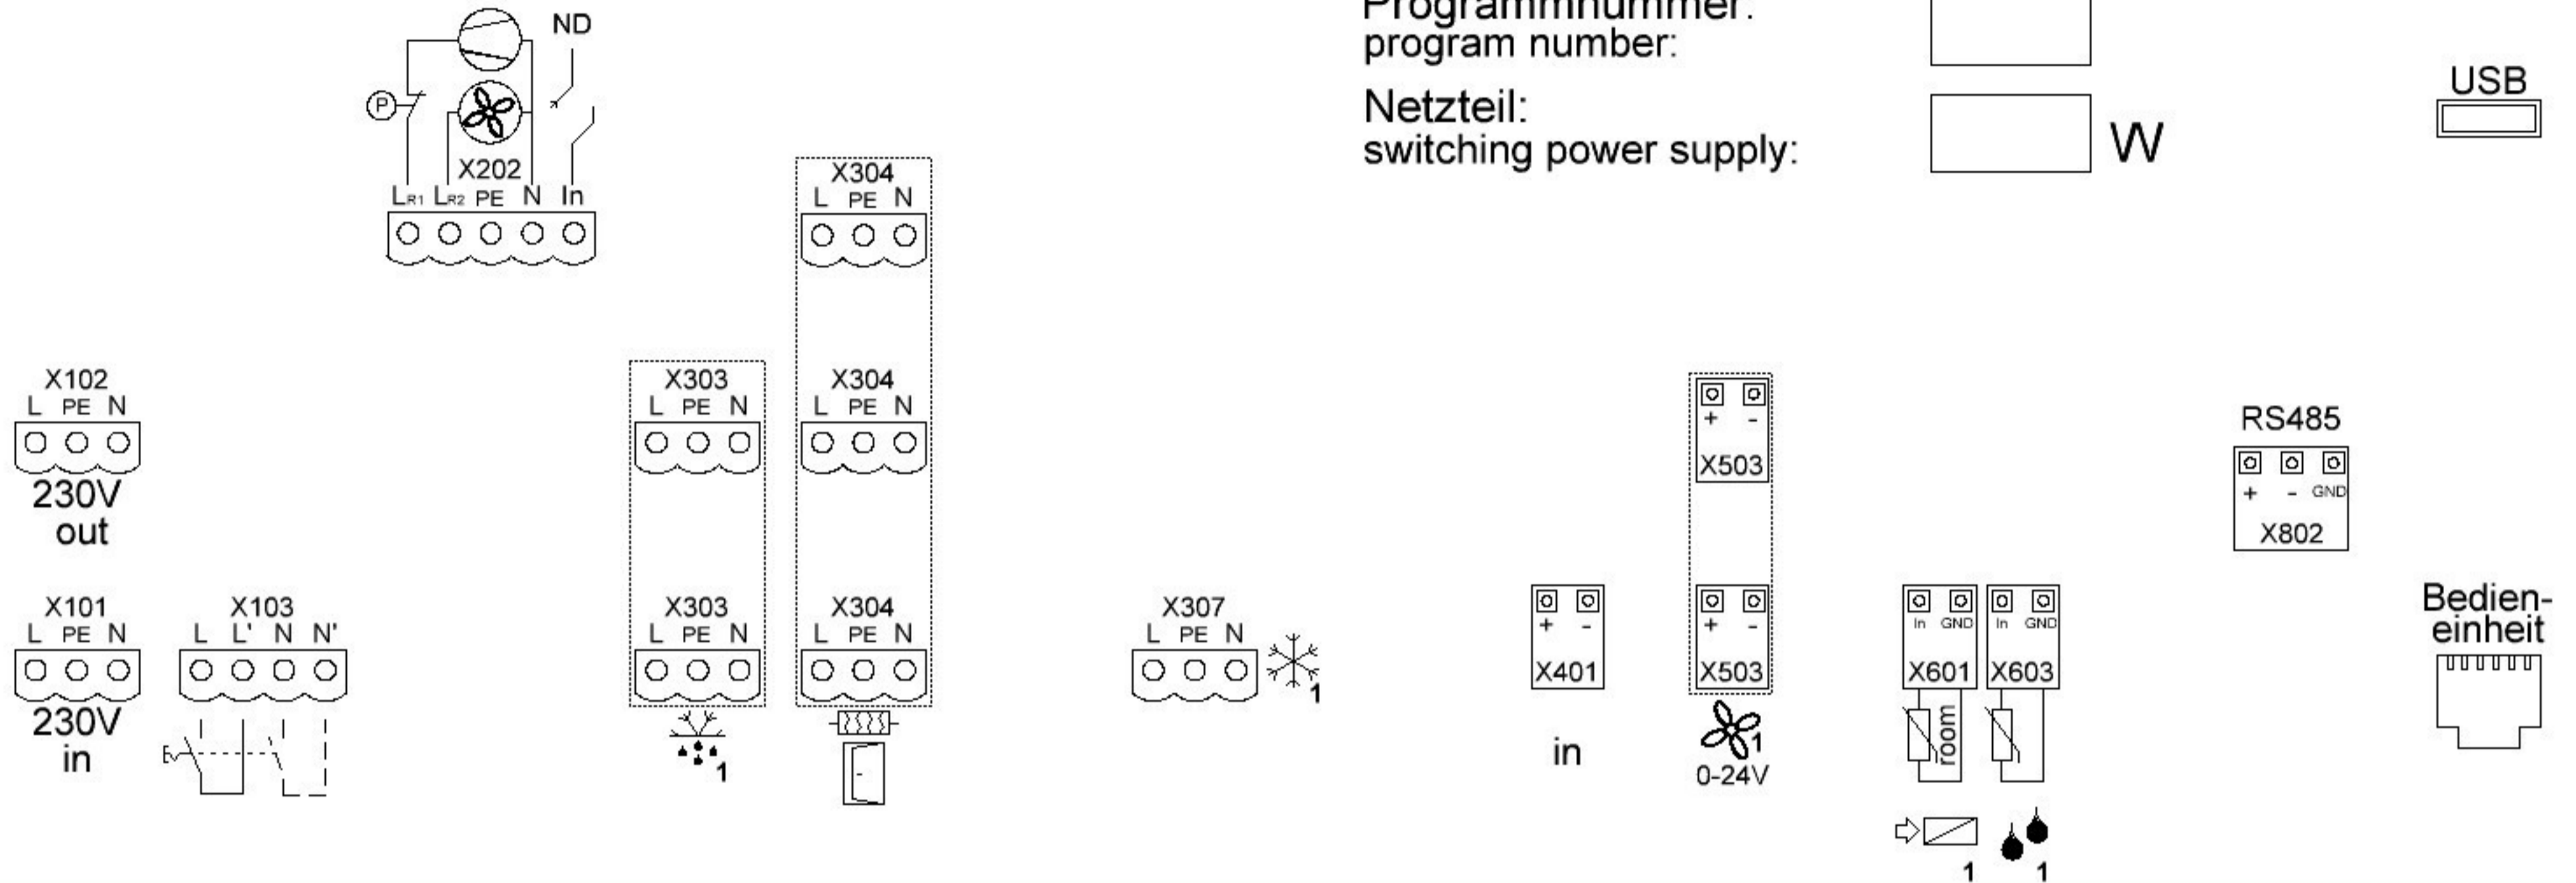 Programmnummer:
program number:
Netzteil:
switching power supply:
W
USB
ND
P
X202
LR1 LR2 PE N In
X304
L PE N
X102
L PE N
230V
out
X303
L PE N
X304
L PE N
+ -
X503
RS485
+ - GND
X802
X101
L PE N
230V
in
X103
L L' N N'
X303
L PE N
1
X304
L PE N
X307
L PE N
1
+ -
X401
in
+ -
X503
1
0-24V
In GND
X601
room
1
In GND
X603
1
Bedien-
einheit